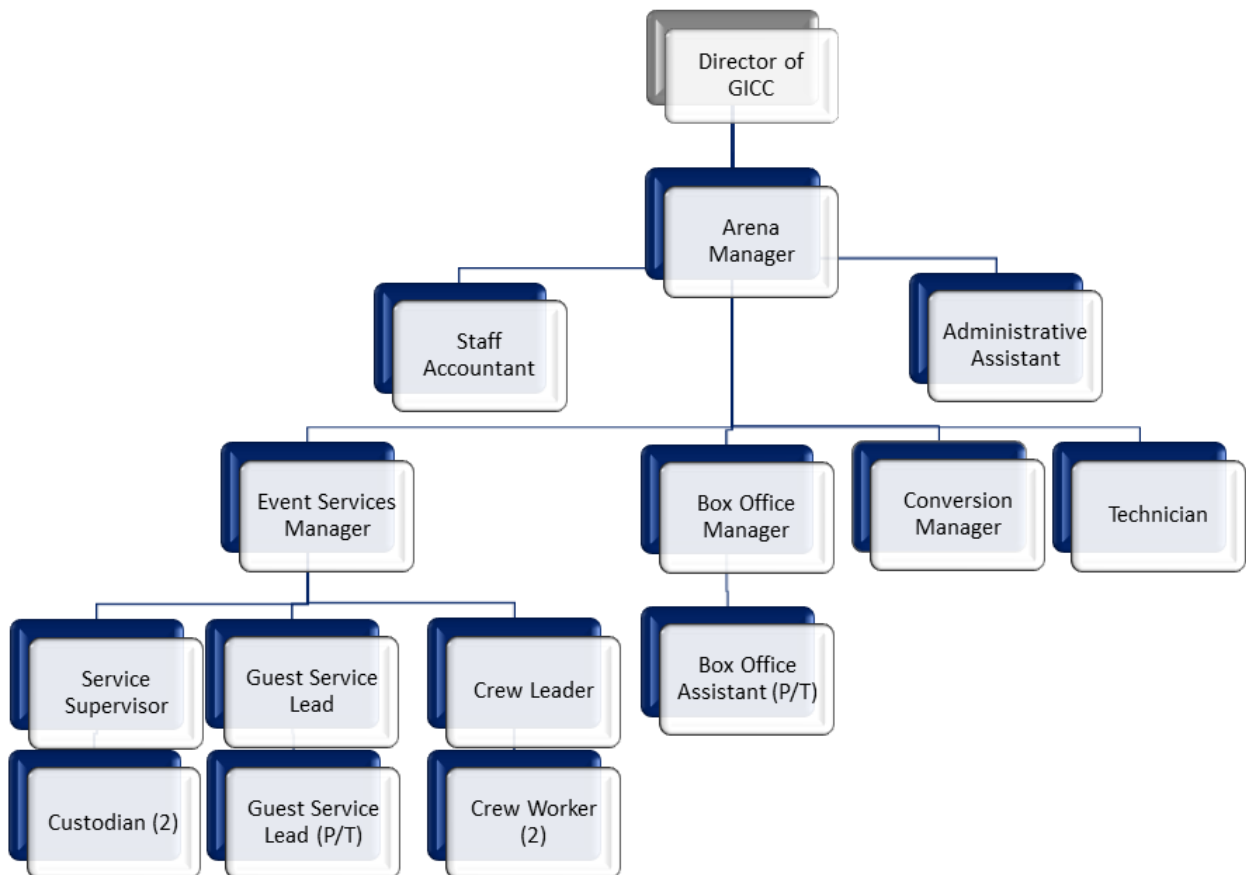 Director of
GICC
Arena
Manager
Staff
Accountant
Administrative
Assistant
Event Services
Manager
Box Office
Manager
Conversion
Manager
Technician
Service
Supervisor
Guest Service
Lead
Crew Leader
Box Office
Assistant (P/T)
Custodian (2)
Guest Service
Lead (P/T)
Crew Worker
(2)